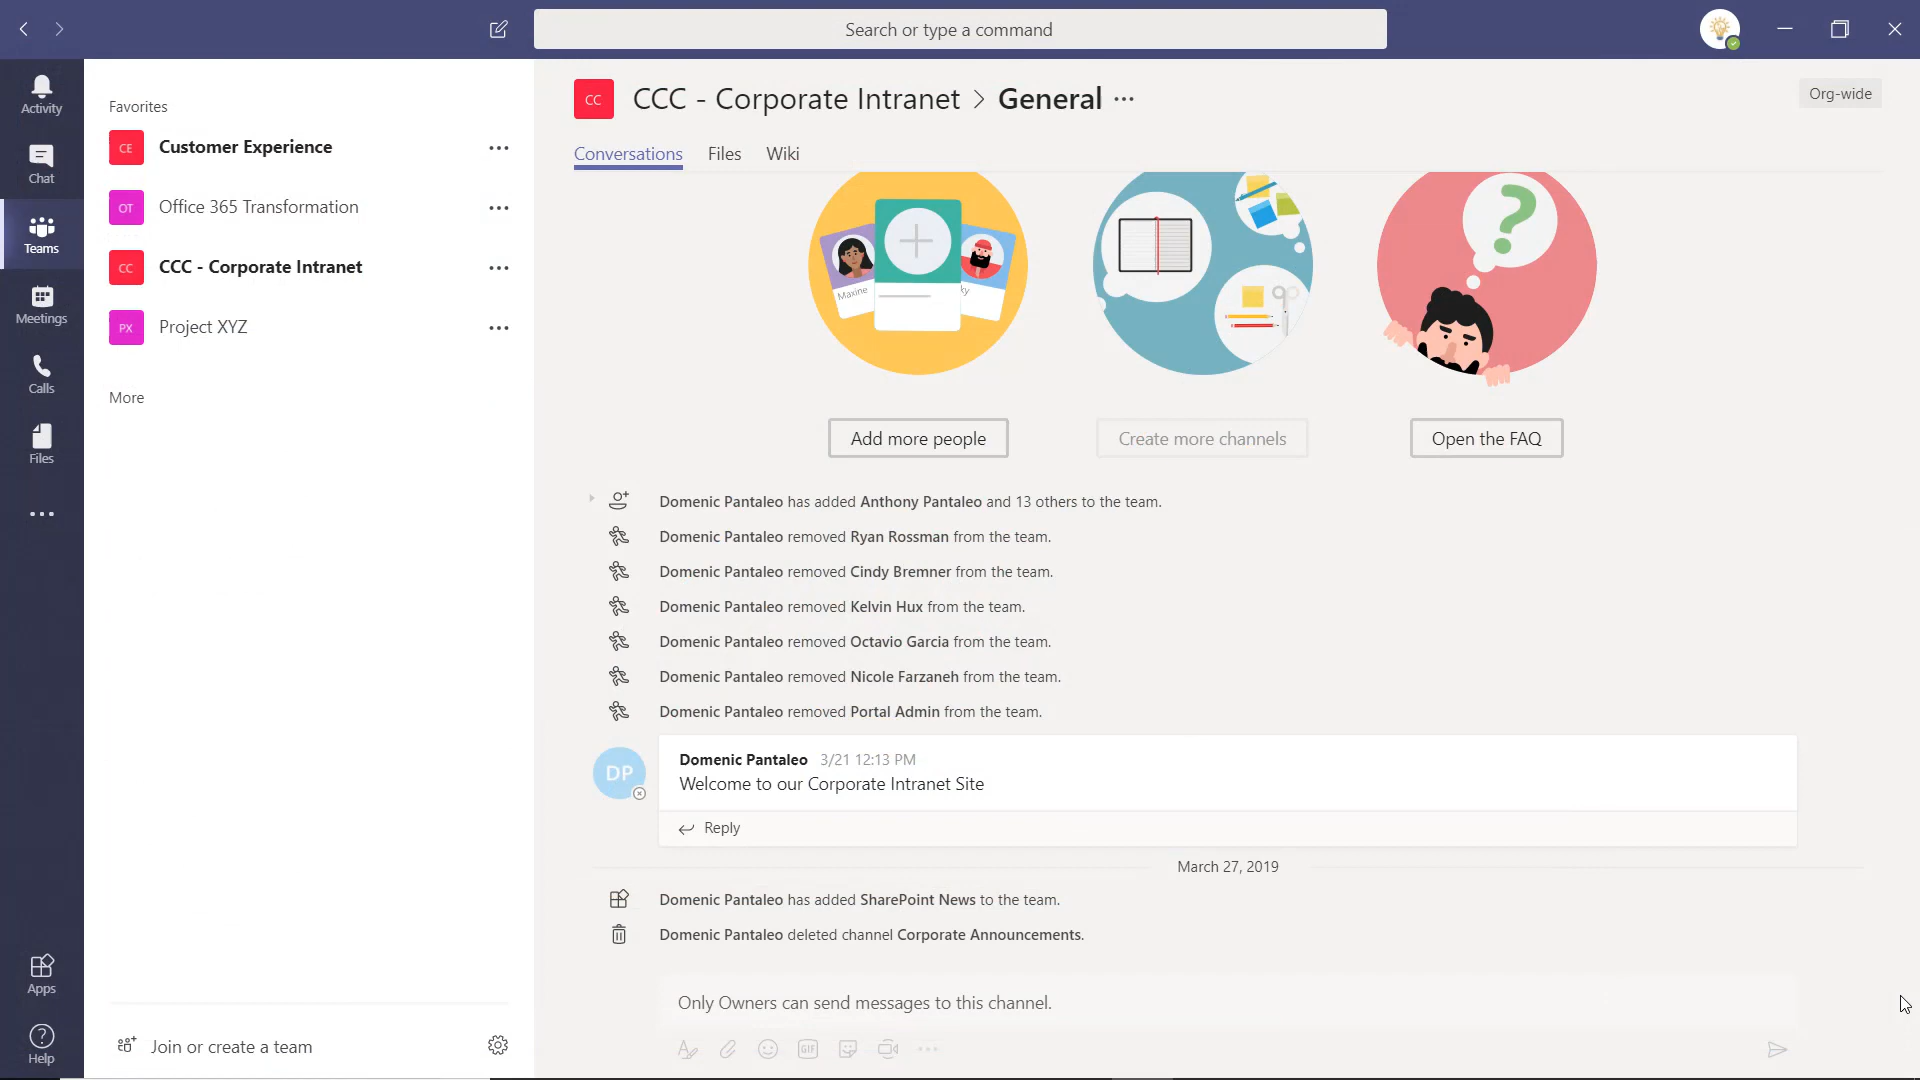 Search or type a command
Activity
Chat
Teams
Meetings
Calls
Files
Apps
Help
Favorites
CE Customer Experience
OT Office 365 Transformation
CC CCC - Corporate Intranet
PX Project XYZ
More
Join or create a team
CC CCC - Corporate Intranet > General ...
Org-wide
Conversations Files Wiki
Maxine
ky
?
Add more people
Create more channels
Open the FAQ
Domenic Pantaleo has added Anthony Pantaleo and 13 others to the team.
Domenic Pantaleo removed Ryan Rossman from the team.
Domenic Pantaleo removed Cindy Bremner from the team.
Domenic Pantaleo removed Kelvin Hux from the team.
Domenic Pantaleo removed Octavio Garcia from the team.
Domenic Pantaleo removed Nicole Farzaneh from the team.
Domenic Pantaleo removed Portal Admin from the team.
DP
Domenic Pantaleo 3/21 12:13 PM
Welcome to our Corporate Intranet Site
Reply
March 27, 2019
Domenic Pantaleo has added SharePoint News to the team.
Domenic Pantaleo deleted channel Corporate Announcements.
Only Owners can send messages to this channel.
GIF